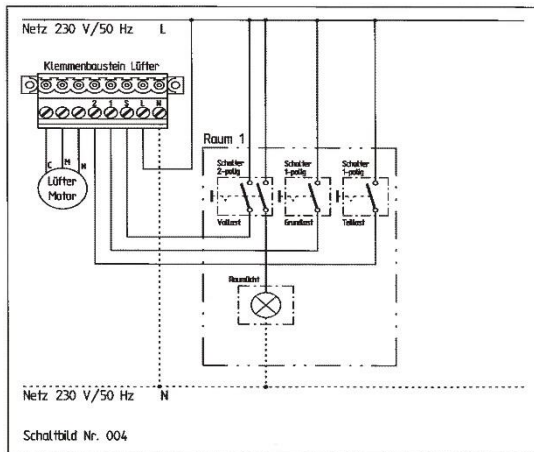 Netz 230 V/50 Hz L
Klemmenbaustein Lüfter
2 1 S L N
C M N
Lüfter
Motor
Raum 1
Schalter
2-polig
Schalter
1-polig
Schalter
1-polig
Vollast
Grundlast
Teillast
Raumlicht
Netz 230 V/50 Hz N
Schaltbild Nr. 004